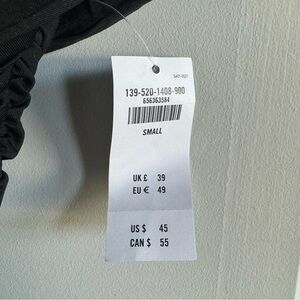 139-520-1408-900
656363584
SMALL
UK £ 39
EU € 49
US $ 45
CAN $ 55